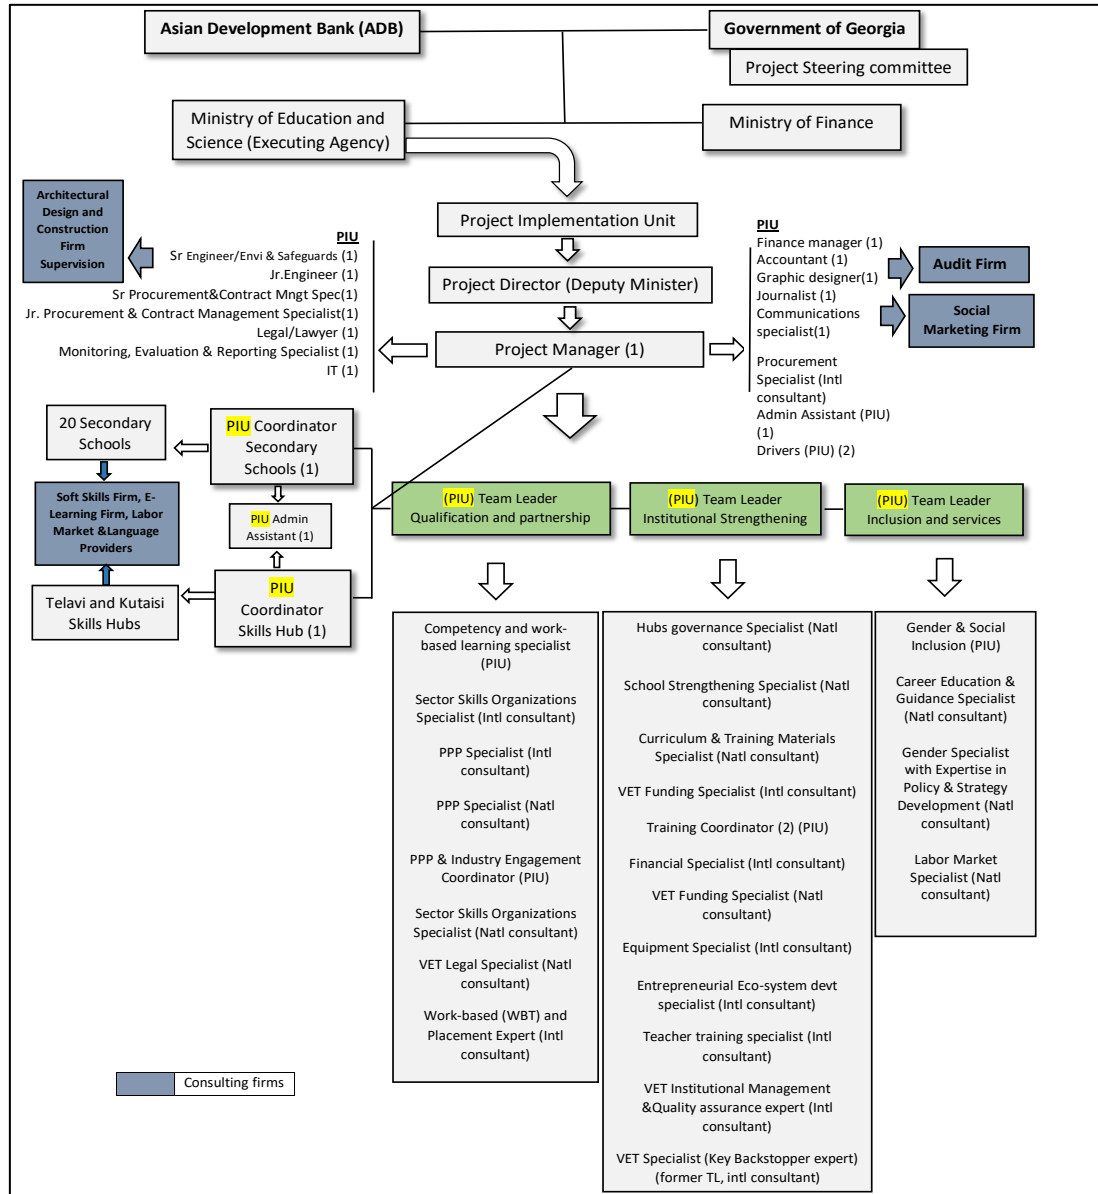 Asian Development Bank (ADB)
Government of Georgia
Project Steering committee
Ministry of Education and
Science (Executing Agency)
Ministry of Finance
Architectural
Design and
Construction
Firm
Supervision
PIU
Sr Engineer/Envi & Safeguards (1)
Jr.Engineer (1)
Sr Procurement&Contract Mngt Spec(1)
Jr. Procurement & Contract Management Specialist(1)
Legal/Lawyer (1)
Monitoring, Evaluation & Reporting Specialist (1)
IT (1)
Project Implementation Unit
Project Director (Deputy Minister)
Project Manager (1)
PIU
Finance manager (1)
Accountant (1)
Graphic designer(1)
Journalist (1)
Communications
specialist(1)
Procurement
Specialist (Intl
consultant)
Admin Assistant (PIU)
(1)
Drivers (PIU) (2)
Audit Firm
Social
Marketing Firm
20 Secondary
Schools
PIU Coordinator
Secondary
Schools (1)
Soft Skills Firm, E-
Learning Firm, Labor
Market &Language
Providers
PIU Admin
Assistant (1)
Telavi and Kutaisi
Skills Hubs
PIU
Coordinator
Skills Hub (1)
(PIU) Team Leader
Qualification and partnership
(PIU) Team Leader
Institutional Strengthening
(PIU) Team Leader
Inclusion and services
Competency and work-
based learning specialist
(PIU)
Sector Skills Organizations
Specialist (Intl consultant)
PPP Specialist (Intl
consultant)
PPP Specialist (Natl
consultant)
PPP & Industry Engagement
Coordinator (PIU)
Sector Skills Organizations
Specialist (Natl consultant)
VET Legal Specialist (Natl
consultant)
Work-based (WBT) and
Placement Expert (Intl
consultant)
Hubs governance Specialist (Natl
consultant)
School Strengthening Specialist (Natl
consultant)
Curriculum & Training Materials
Specialist (Natl consultant)
VET Funding Specialist (Intl consultant)
Training Coordinator (2) (PIU)
Financial Specialist (Intl consultant)
VET Funding Specialist (Natl
consultant)
Equipment Specialist (Intl consultant)
Entrepreneurial Eco-system devt
specialist (Intl consultant)
Teacher training specialist (Intl
consultant)
VET Institutional Management
&Quality assurance expert (Intl
consultant)
VET Specialist (Key Backstopper expert)
(former TL, intl consultant)
Gender & Social
Inclusion (PIU)
Career Education &
Guidance Specialist
(Natl consultant)
Gender Specialist
with Expertise in
Policy & Strategy
Development (Natl
consultant)
Labor Market
Specialist (Natl
consultant)
Consulting firms